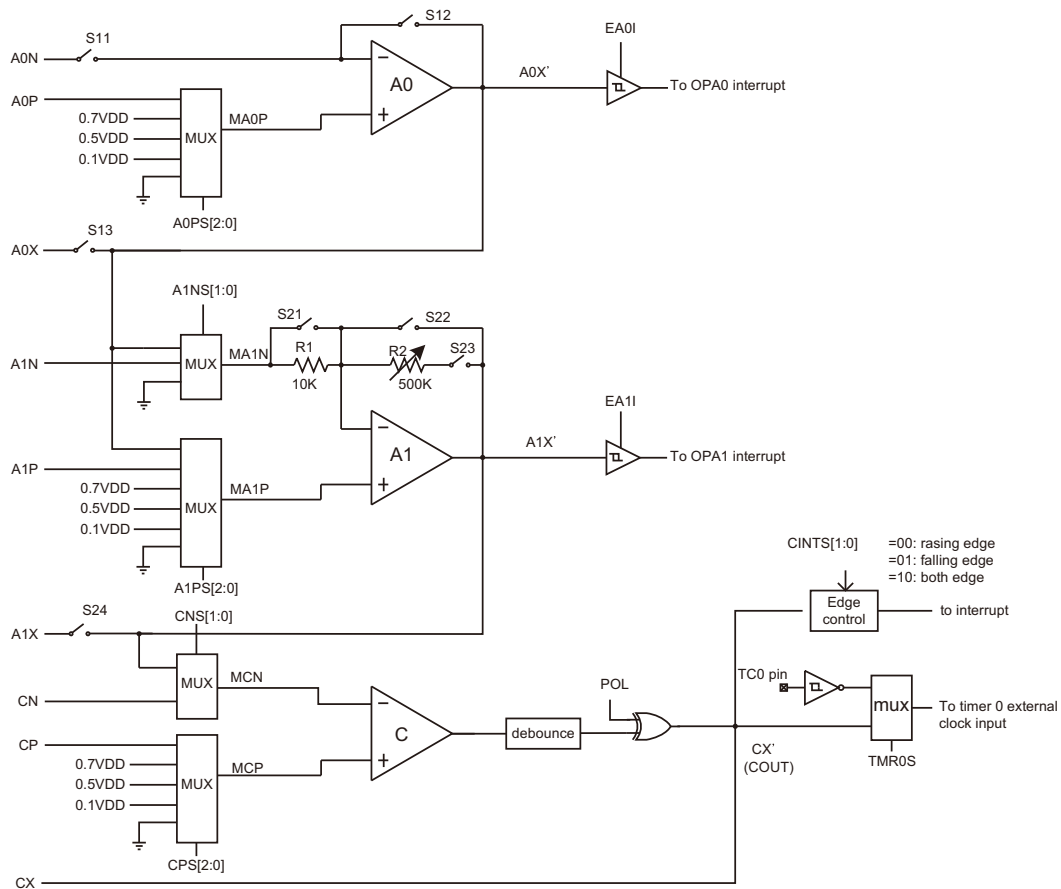 S12
S11
EA0I
A0N
−
A0
A0X'
To OPA0 interrupt
A0P
+
0.7VDD
MUX
MA0P
0.5VDD
0.1VDD
A0PS[2:0]
S13
A0X
A1NS[1:0]
S21
S22
R1
R2
S23
A1N
MUX
MA1N
10K
500K
EA1I
−
A1
A1X'
To OPA1 interrupt
A1P
+
0.7VDD
MUX
MA1P
0.5VDD
0.1VDD
CINTS[1:0]
=00: rasing edge
=01: falling edge
=10: both edge
A1PS[2:0]
S24
CNS[1:0]
Edge
control
to interrupt
A1X
TC0 pin
MUX
MCN
CN
POL
−
mux
To timer 0 external
clock input
C
debounce
CP
+
CX'
(COUT)
TMR0S
0.7VDD
MUX
MCP
0.5VDD
0.1VDD
CPS[2:0]
CX